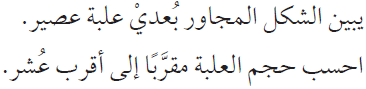 يبين الشكل المجاور بُعديْ علبة عصير.
احسب حجم العلبة مقرَّبًا إلى أقرب عُشر.